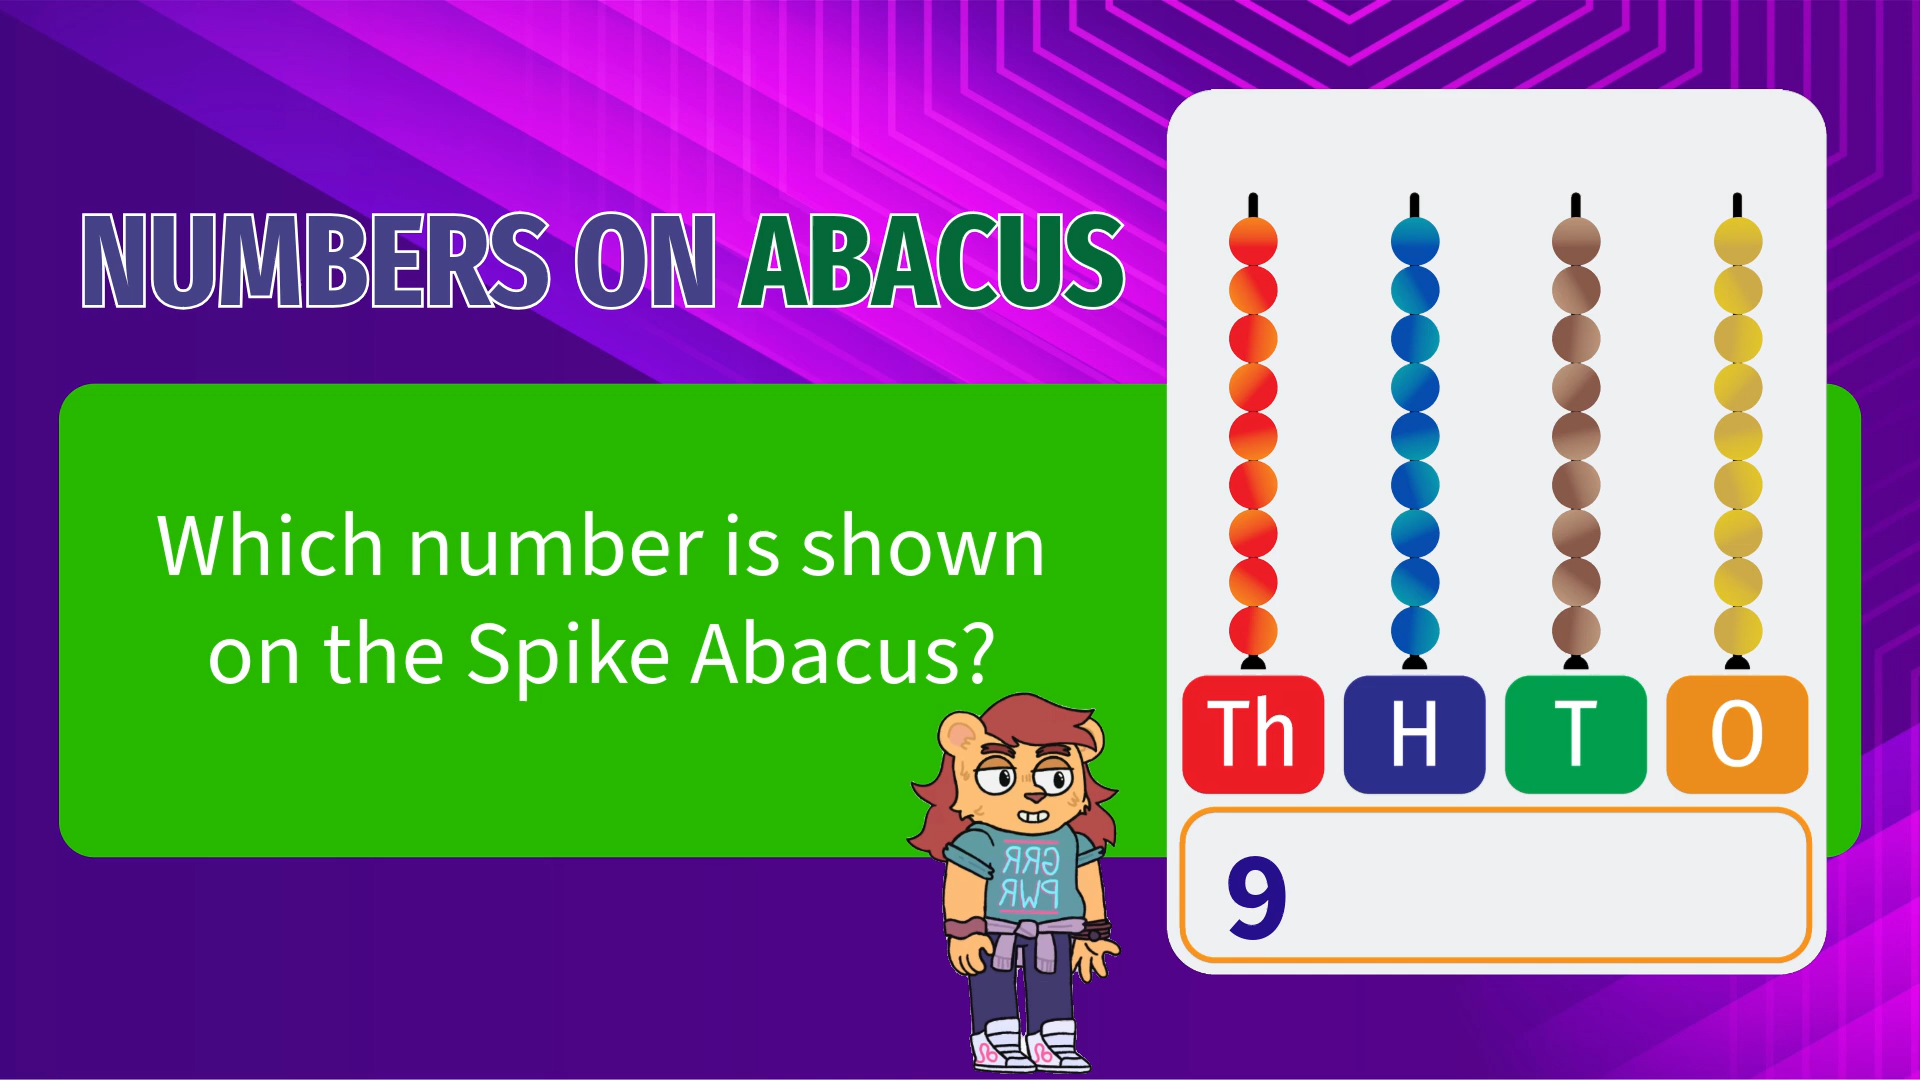 NUMBERS ON ABACUS
Which number is shown
on the Spike Abacus?
GRR
PWR
Th H T O
9